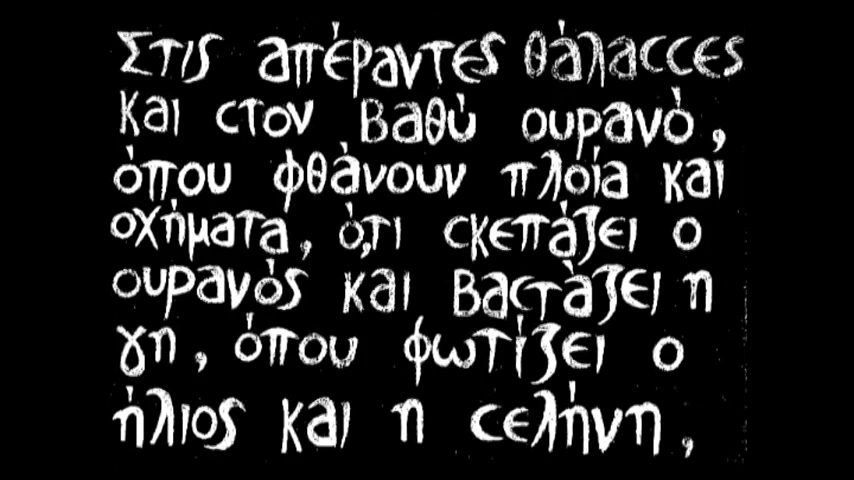 Στις απέραντες θάλασσες
και στον βαθύ ουρανό,
όπου φθάνουν πλοία και
οχήματα, ό,τι σκεπάζει ο
ουρανός και βαστάζει η
γη, όπου φωτίζει ο
ήλιος και η σελήνη,